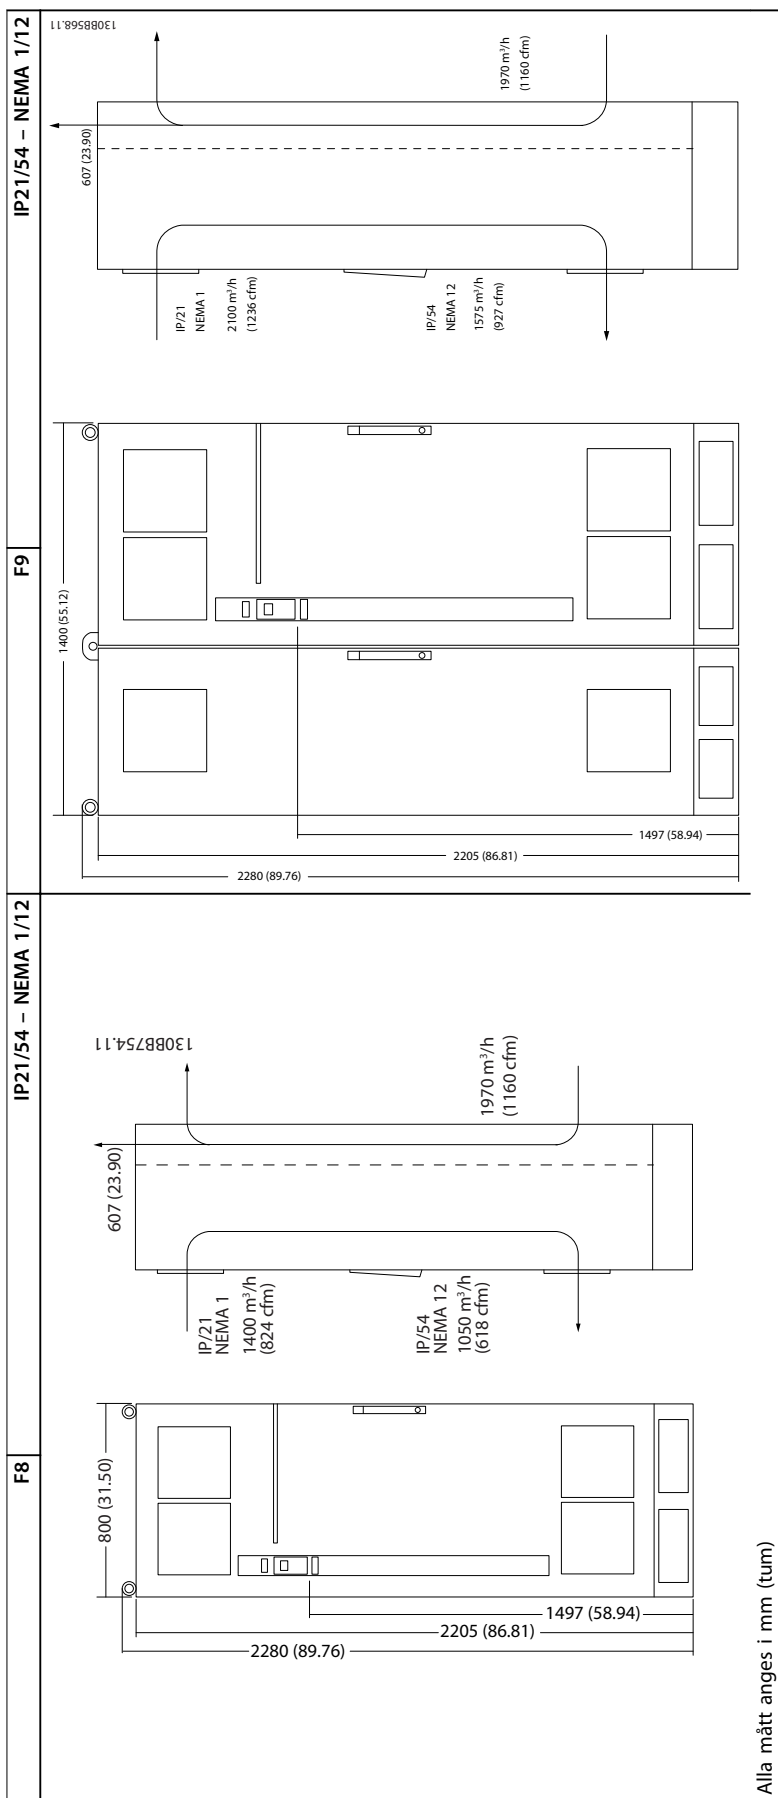 F8
IP21/54 – NEMA 1/12
F9
IP21/54 – NEMA 1/12
800 (31.50)
2280 (89.76)
2205 (86.81)
1497 (58.94)
IP/21
NEMA 1
1400 m³/h
(824 cfm)
IP/54
NEMA 12
1050 m³/h
(618 cfm)
607 (23.90)
1970 m³/h
(1160 cfm)
130BB754.11
1400 (55.12)
2280 (89.76)
2205 (86.81)
1497 (58.94)
IP/21
NEMA 1
2100 m³/h
(1236 cfm)
IP/54
NEMA 12
1575 m³/h
(927 cfm)
607 (23.90)
1970 m³/h
(1160 cfm)
130BB568.11
Alla mått anges i mm (tum)